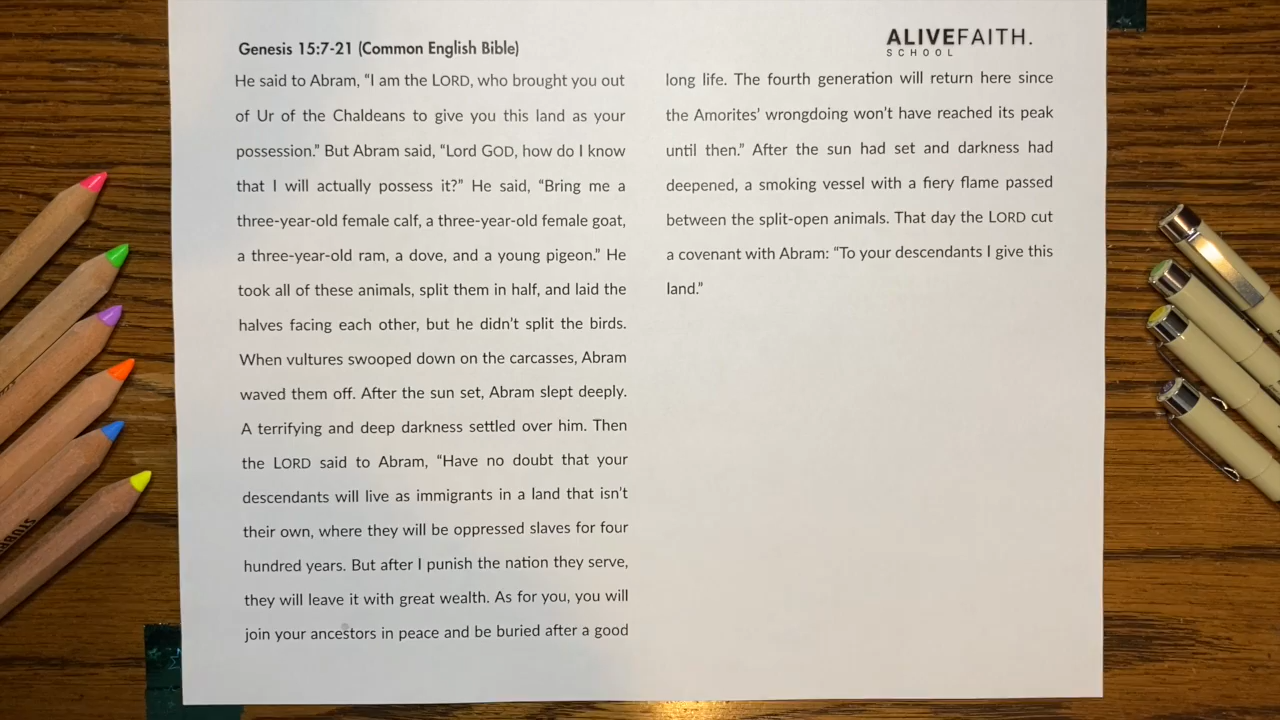 Genesis 15:7-21 (Common English Bible)
He said to Abram, “I am the LORD, who brought you out
of Ur of the Chaldeans to give you this land as your
possession.” But Abram said, “Lord GOD, how do I know
that I will actually possess it?” He said, “Bring me a
three-year-old female calf, a three-year-old female goat,
a three-year-old ram, a dove, and a young pigeon.” He
took all of these animals, split them in half, and laid the
halves facing each other, but he didn’t split the birds.
When vultures swooped down on the carcasses, Abram
waved them off. After the sun set, Abram slept deeply.
A terrifying and deep darkness settled over him. Then
the LORD said to Abram, “Have no doubt that your
descendants will live as immigrants in a land that isn’t
their own, where they will be oppressed slaves for four
hundred years. But after I punish the nation they serve,
they will leave it with great wealth. As for you, you will
join your ancestors in peace and be buried after a good
ALIVEFAITH.
SCHOOL
long life. The fourth generation will return here since
the Amorites’ wrongdoing won’t have reached its peak
until then.” After the sun had set and darkness had
deepened, a smoking vessel with a fiery flame passed
between the split-open animals. That day the LORD cut
a covenant with Abram: “To your descendants I give this
land.”